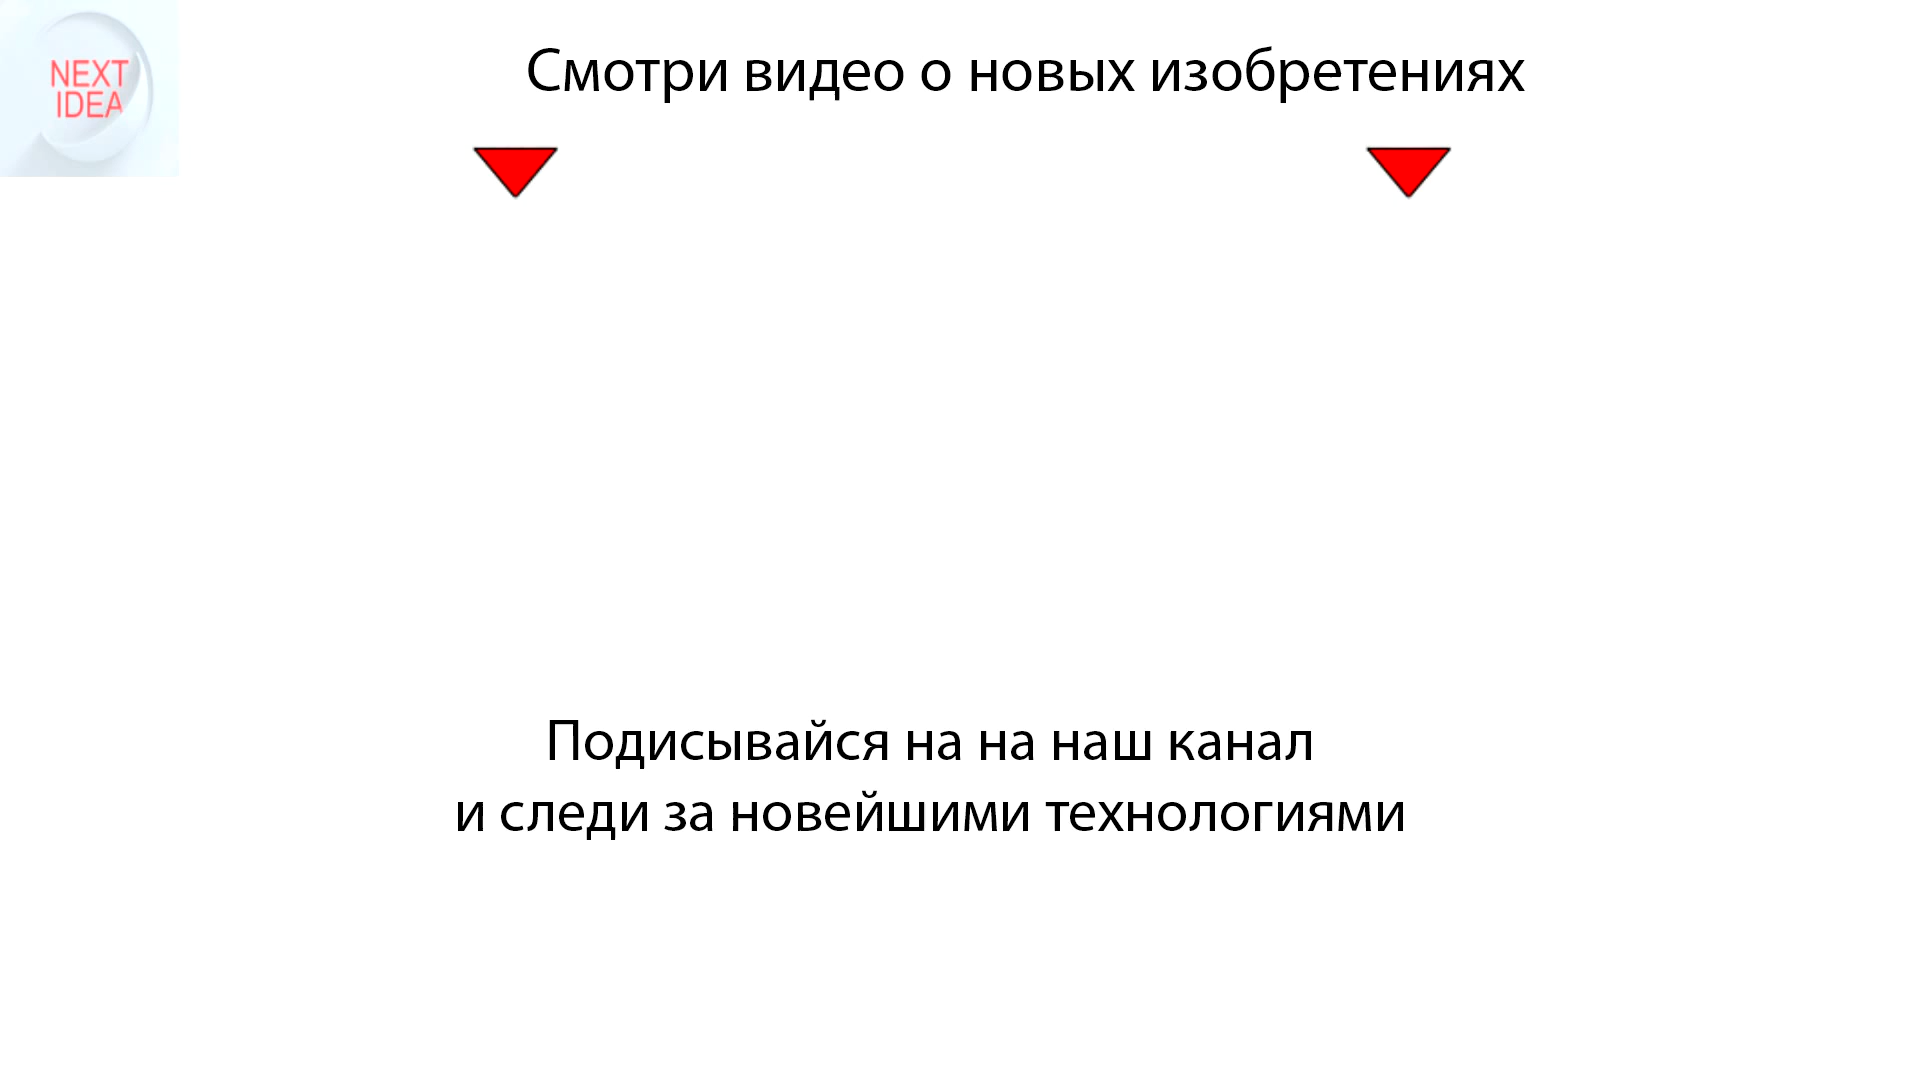 NEXT
IDEA
Смотри видео о новых изобретениях
Подисывайся на на наш канал
и следи за новейшими технологиями